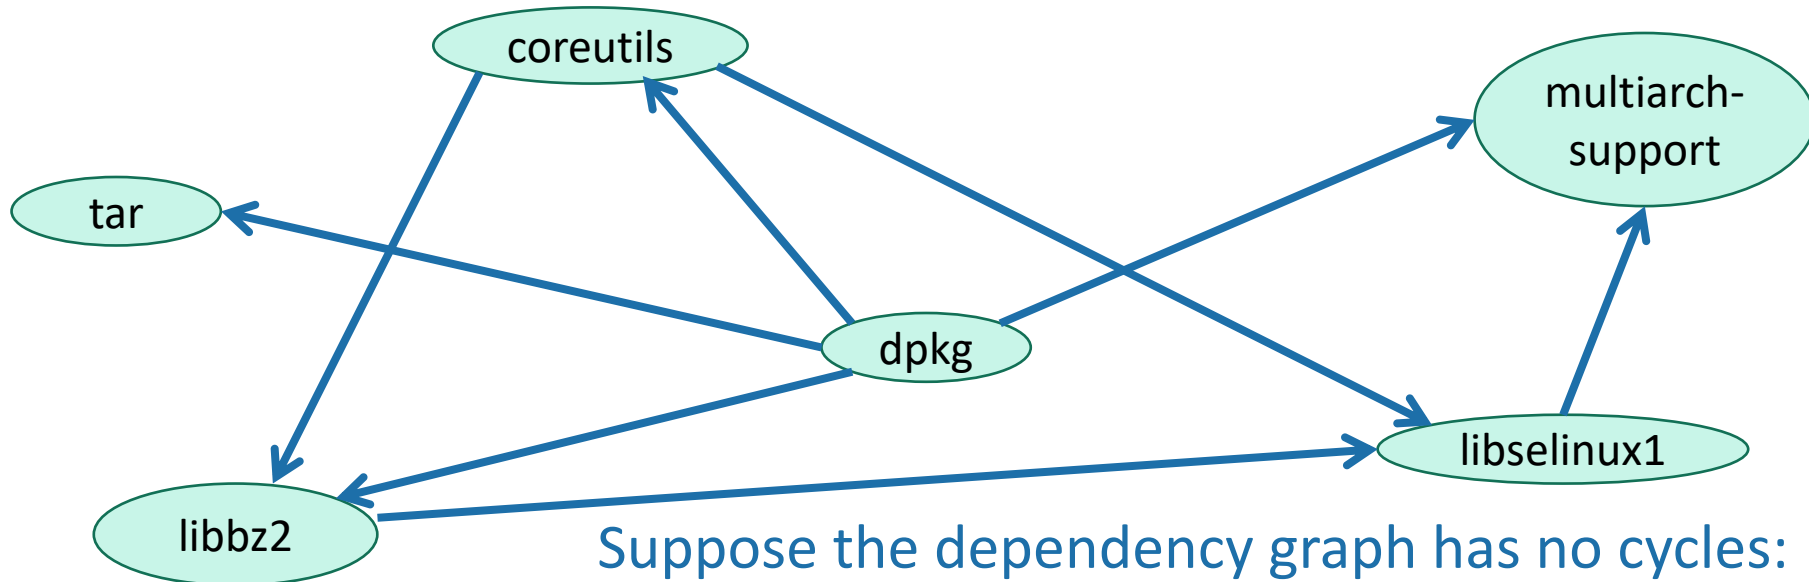 coreutils
multiarch-
support
tar
dpkg
libselinux1
libbz2
Suppose the dependency graph has no cycles: